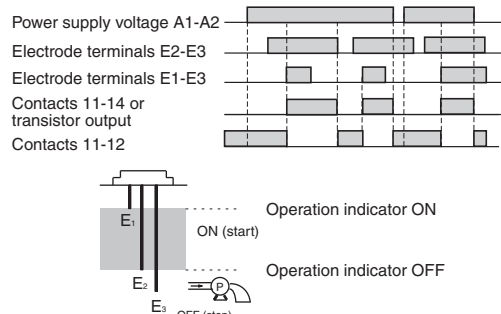 Power supply voltage A1-A2
Electrode terminals E2-E3
Electrode terminals E1-E3
Contacts 11-14 or
transistor output
Contacts 11-12
E1
Operation indicator ON
ON (start)
Operation indicator OFF
E2
P
E3
OFF (stop)